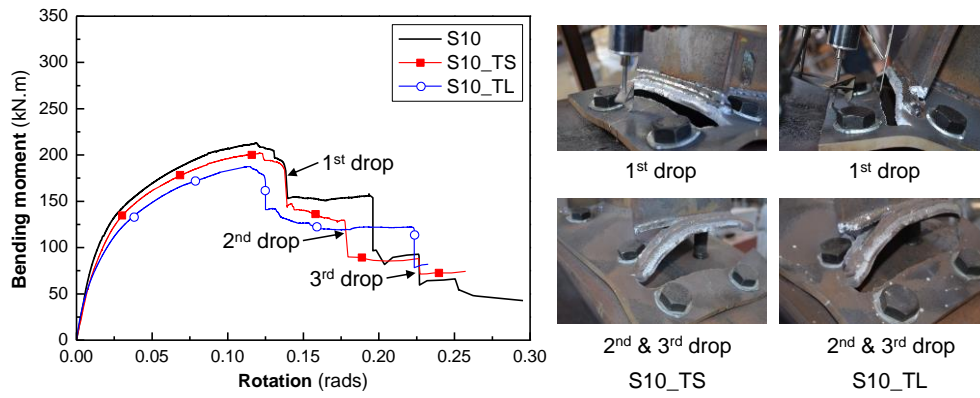 350
300
250
200
150
100
50
0
Bending moment (kN.m)
S10
S10_TS
S10_TL
1st drop
2nd drop
3rd drop
0.00 0.05 0.10 0.15 0.20 0.25 0.30
Rotation (rads)
1st drop 1st drop
2nd & 3rd drop 2nd & 3rd drop
S10_TS S10_TL